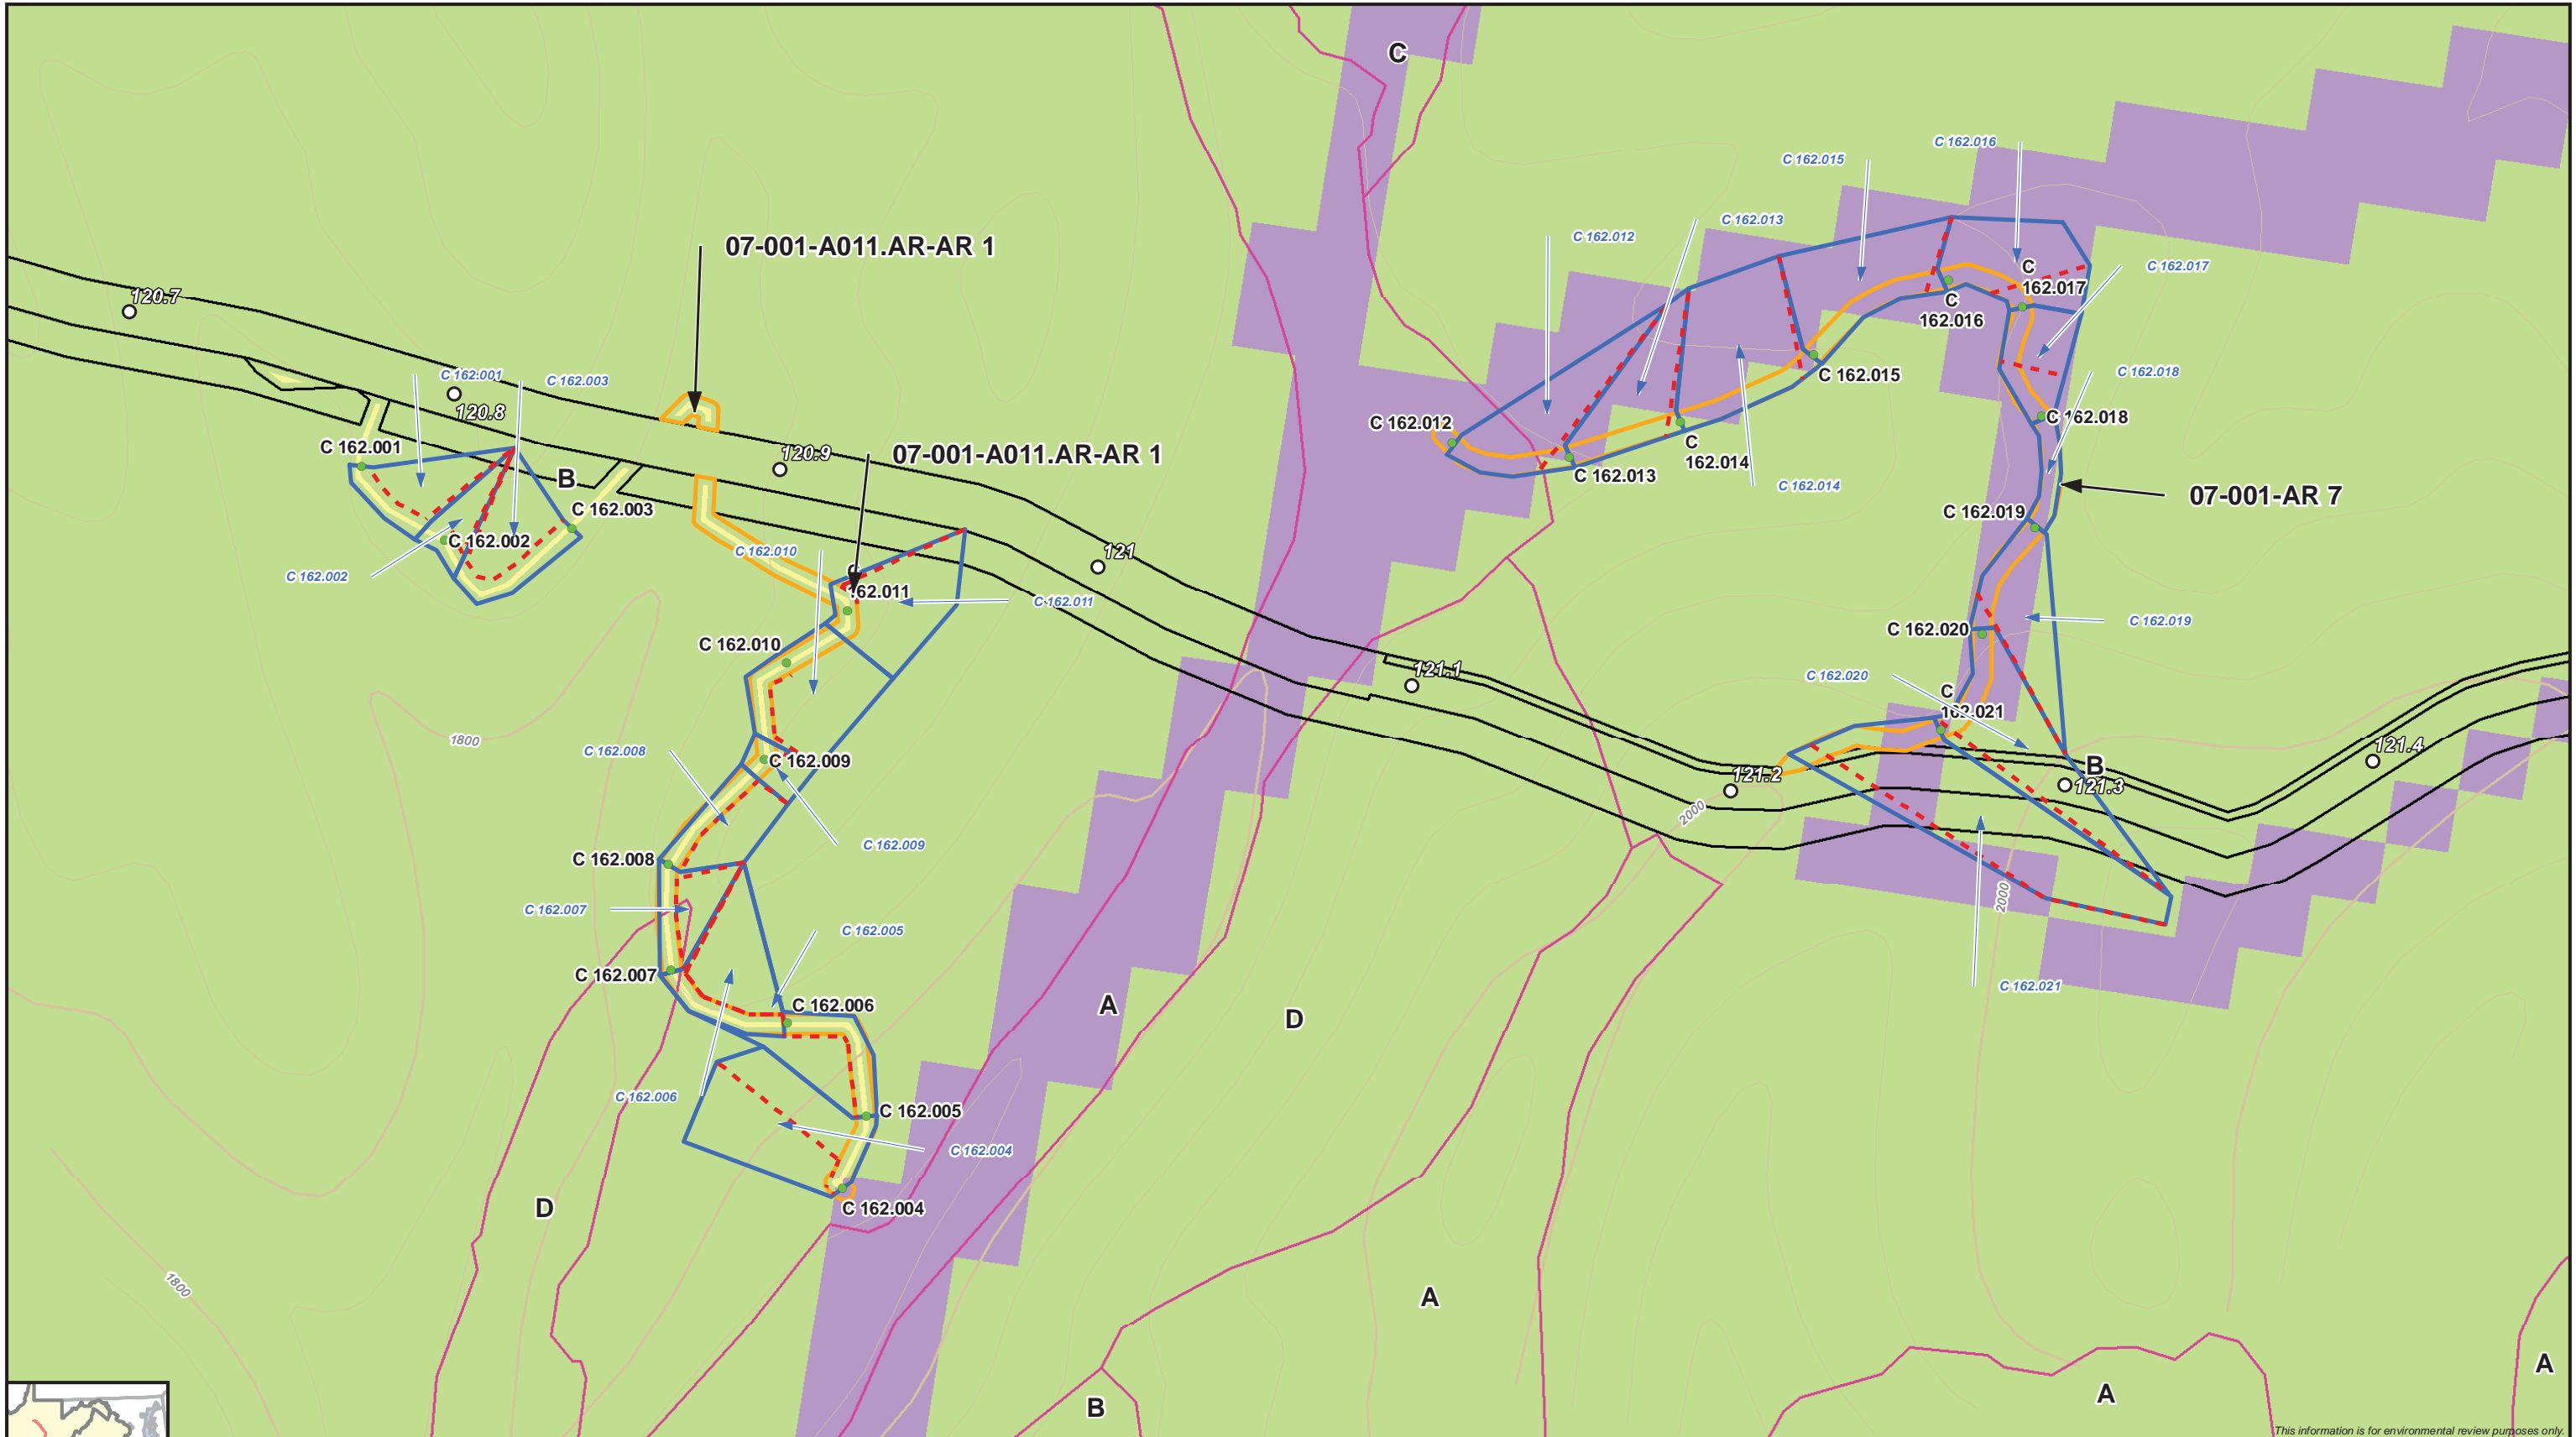 C
C 162.016
C 162.015
C 162.013
C 162.012
07-001-A011.AR-AR 1
C
162.017
C 162.017
120.7
C
162.016
C 162.001
C 162.003
C 162.015
C 162.018
120.8
C 162.012
C 162.018
C 162.001
C
162.014
120.9
07-001-A011.AR-AR 1
B
C 162.013
C 162.014
07-001-AR 7
C 162.003
C 162.019
C 162.002
C 162.010
121
C 162.002
C
162.011
C 162.011
C 162.019
C 162.020
C 162.010
121.1
C 162.020
C
162.021
1800
C 162.008
C 162.009
121.2
B
121.3
121.4
2000
C 162.009
C 162.008
2000
C 162.007
C 162.005
C 162.007
C 162.021
C 162.006
A
D
C 162.006
C 162.005
C 162.004
D
C 162.004
1800
A
A
A
B
This information is for environmental review purposes only.